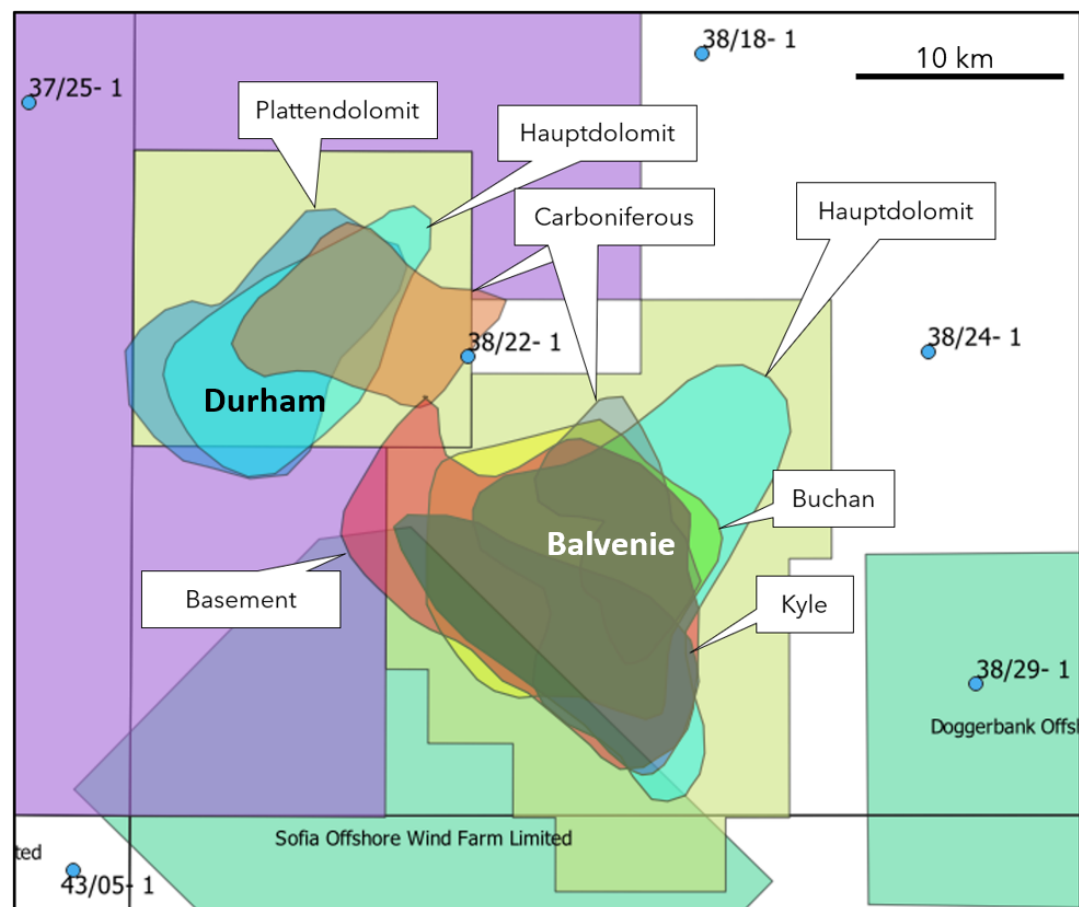 38/18- 1
10 km
37/25- 1
Plattendolomit
Hauptdolomit
Carboniferous
Hauptdolomit
38/22- 1
38/24- 1
Durham
Buchan
Balvenie
Basement
Kyle
38/29- 1
Doggerbank Offsl
Sofia Offshore Wind Farm Limited
ted
43/05- 1